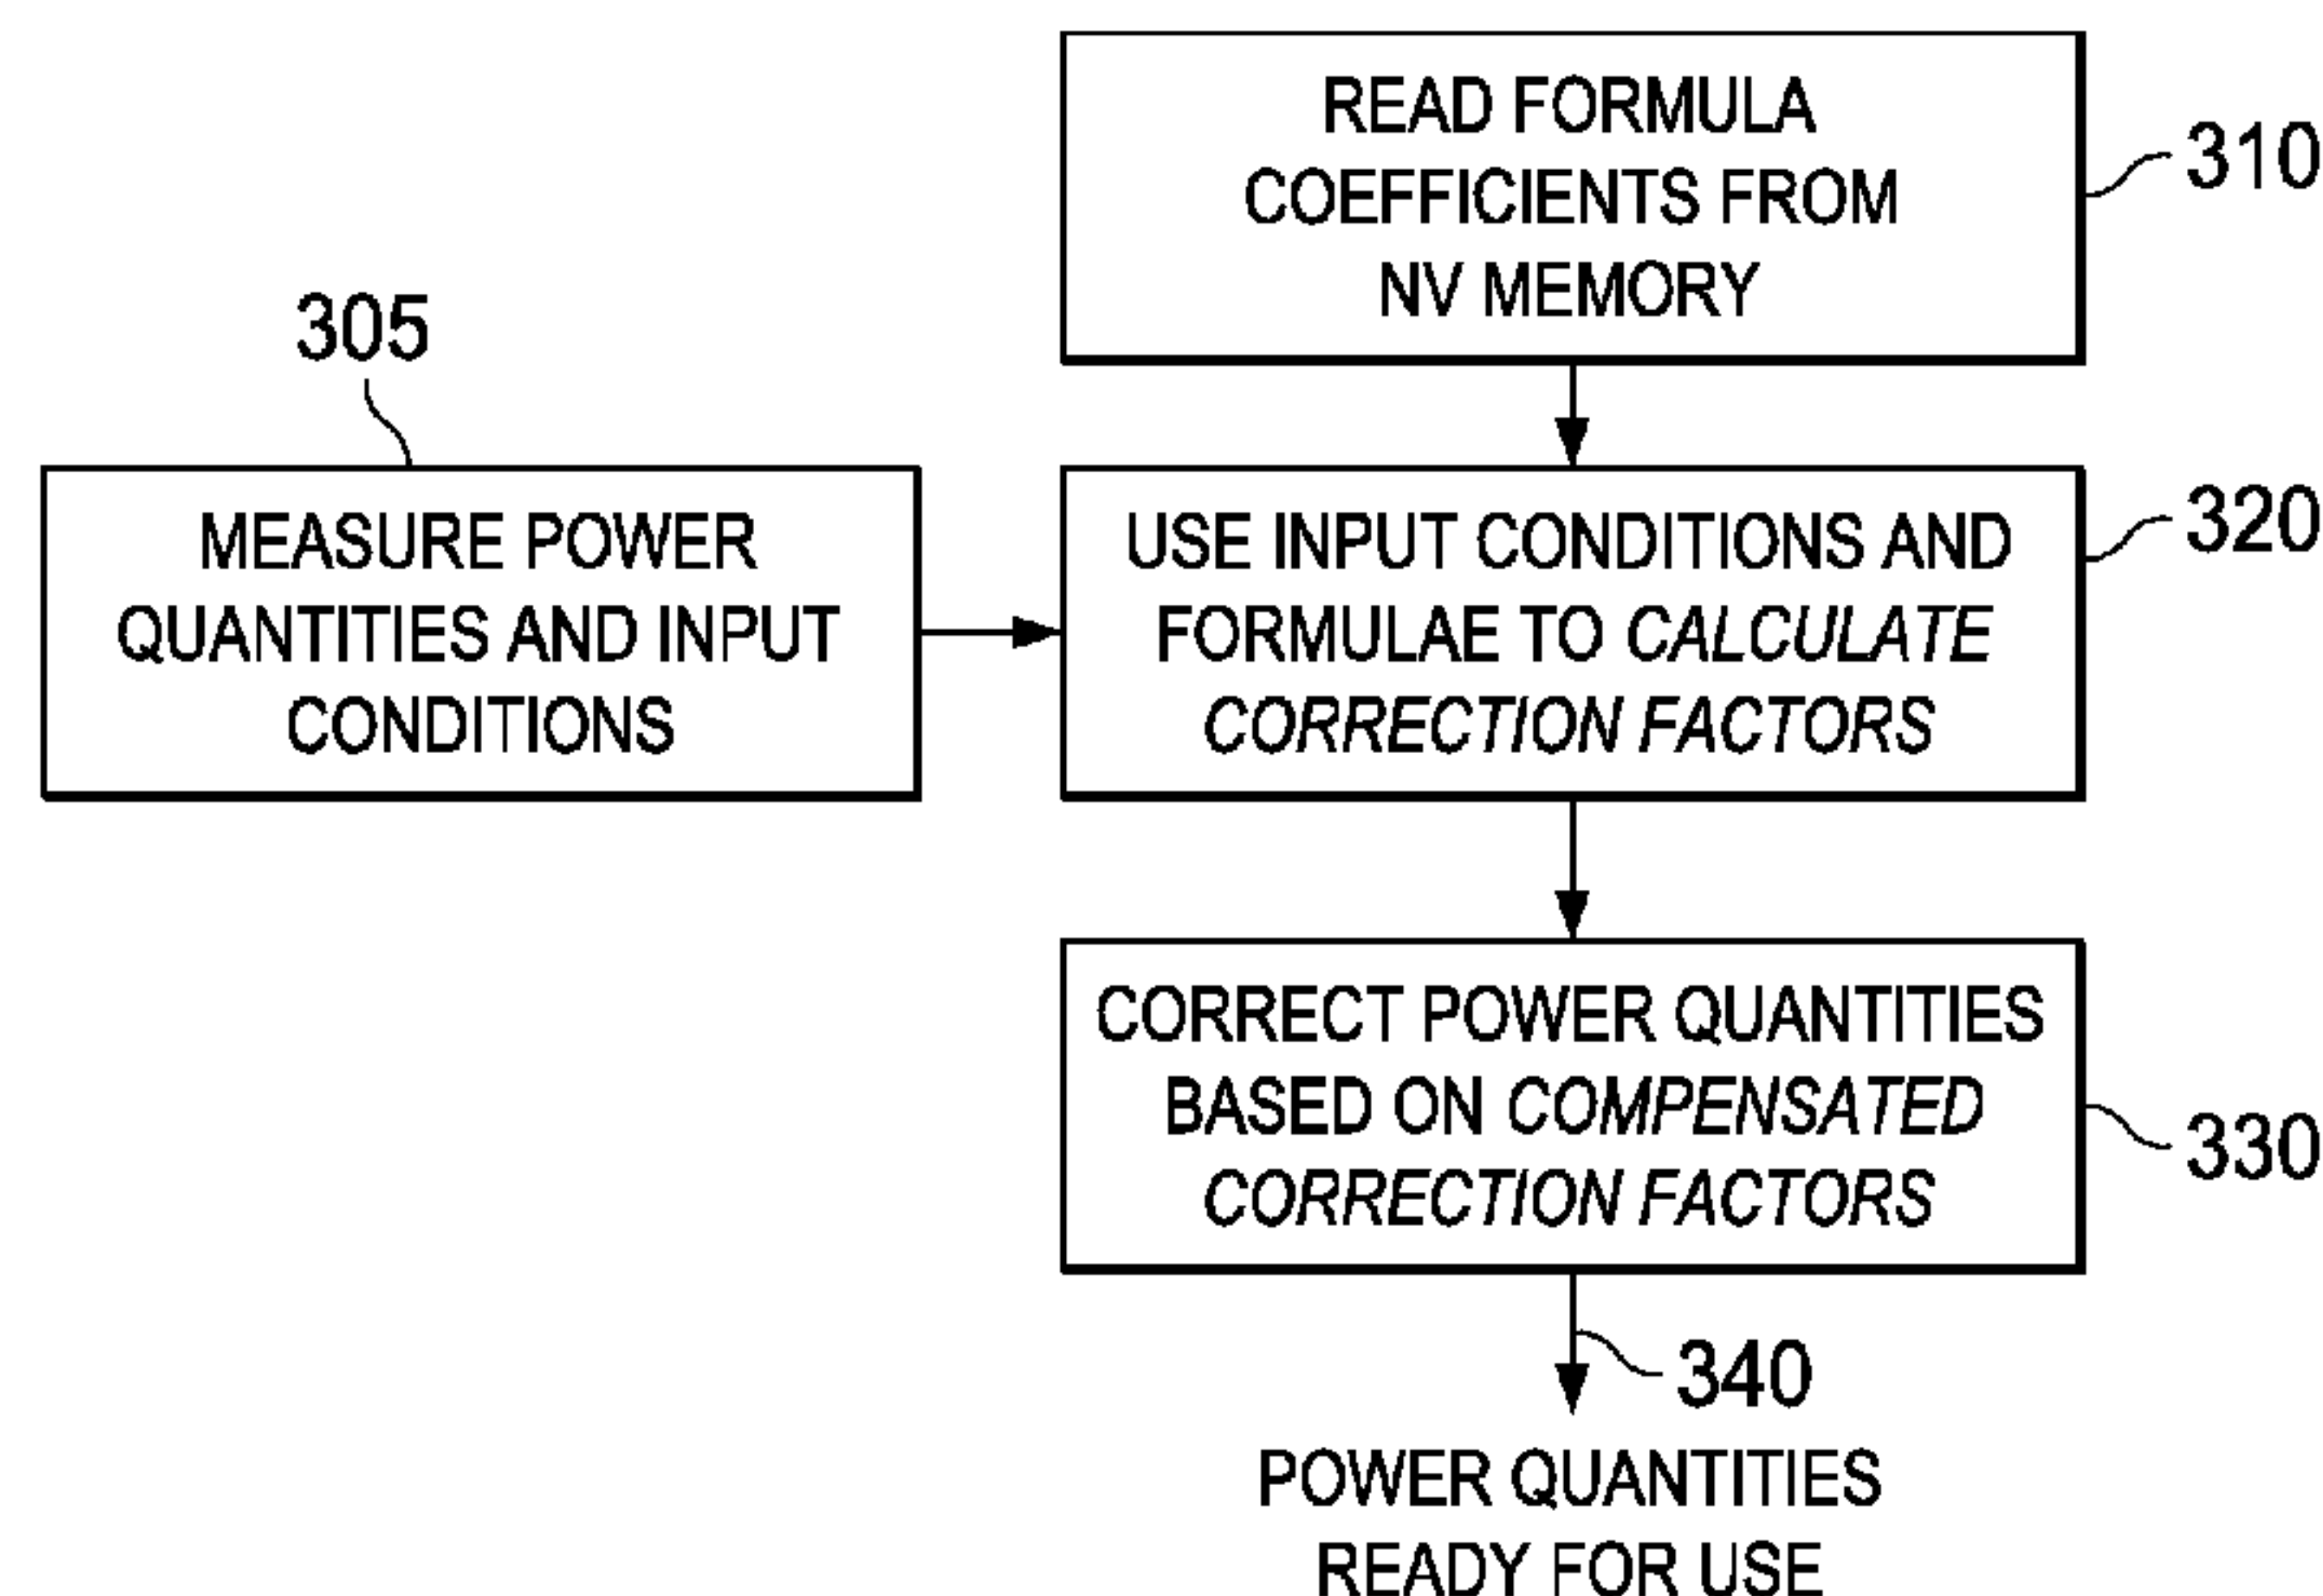 READ FORMULA
COEFFICIENTS FROM
NV MEMORY
310
305
MEASURE POWER
QUANTITIES AND INPUT
CONDITIONS
USE INPUT CONDITIONS AND
FORMULAE TO CALCULATE
CORRECTION FACTORS
320
CORRECT POWER QUANTITIES
BASED ON COMPENSATED
CORRECTION FACTORS
330
340
POWER QUANTITIES
READY FOR USE